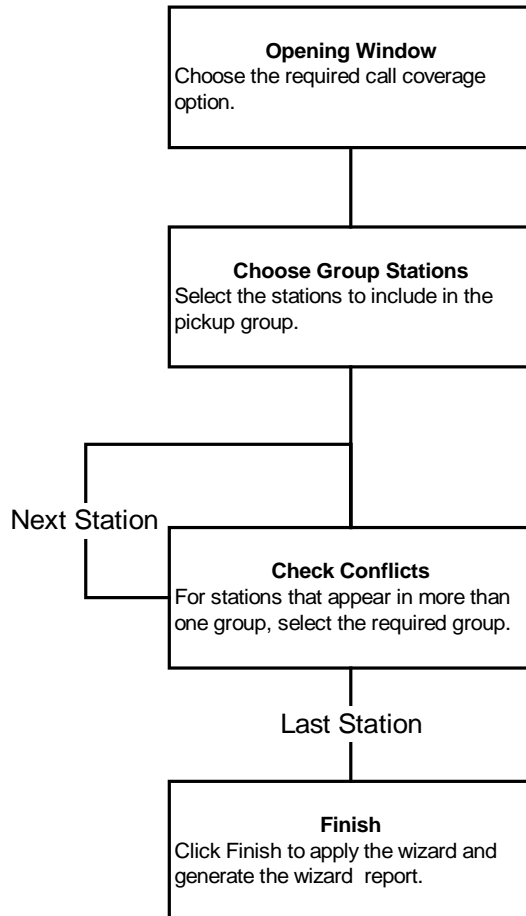 Opening Window
Choose the required call coverage
option.
Choose Group Stations
Select the stations to include in the
pickup group.
Next Station
Check Conflicts
For stations that appear in more than
one group, select the required group.
Last Station
Finish
Click Finish to apply the wizard and
generate the wizard report.